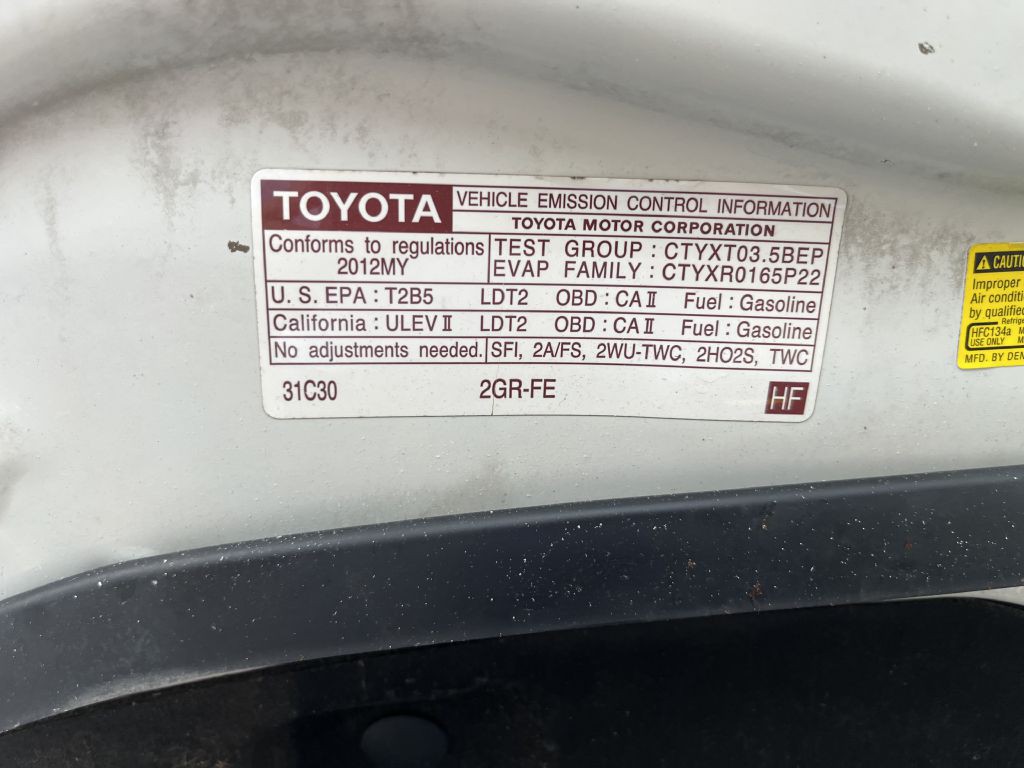 TOYOTA
VEHICLE EMISSION CONTROL INFORMATION
TOYOTA MOTOR CORPORATION
Conforms to regulations
2012MY
TEST GROUP : CTYXT03.5BEP
EVAP FAMILY : CTYXR0165P22
U. S. EPA : T2B5 LDT2 OBD : CA II Fuel : Gasoline
California : ULEV II LDT2 OBD : CA II Fuel : Gasoline
No adjustments needed. SFI, 2A/FS, 2WU-TWC, 2HO2S, TWC
31C30 2GR-FE HF
CAUTIO
Improper
Air conditi
by qualified
HFC134a
USE ONLY
MFD. BY DEN